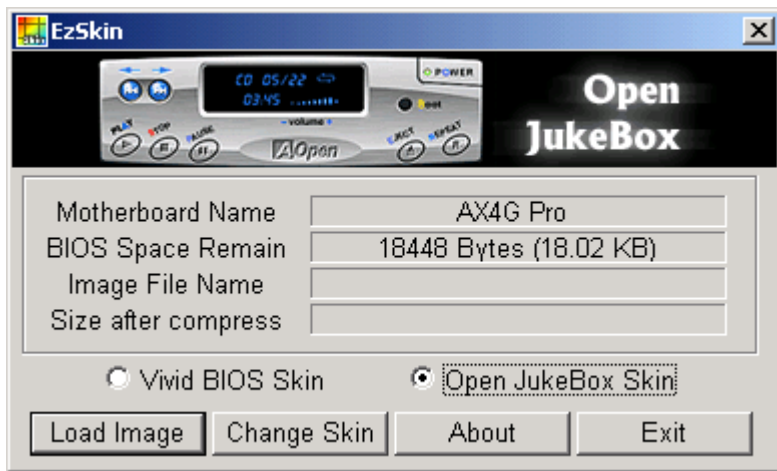 EzSkin
POWER
CD 05/22
03:45
Boot
- volume +
PLAY STOP PAUSE
AOpen
EJECT REPEAT
Open
JukeBox
Motherboard Name AX4G Pro
BIOS Space Remain 18448 Bytes (18.02 KB)
Image File Name
Size after compress
Vivid BIOS Skin Open JukeBox Skin
Load Image Change Skin About Exit